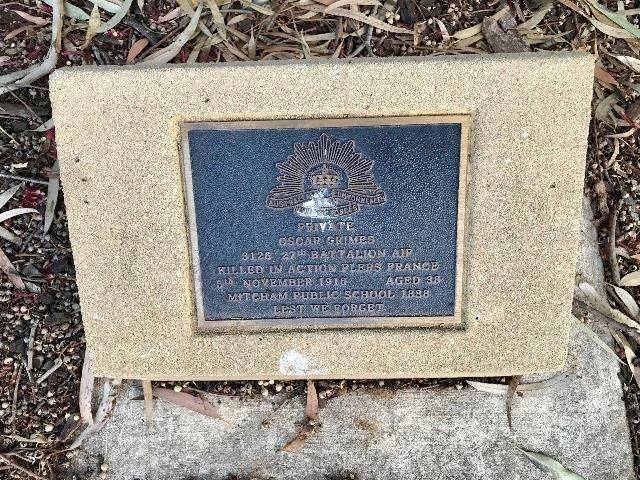 PRIVATE
OSCAR GRIMES
3126 27TH BATTALION AIF
KILLED IN ACTION FLERS FRANCE
5TH NOVEMBER 1916 AGED 38
MITCHAM PUBLIC SCHOOL 1888
LEST WE FORGET